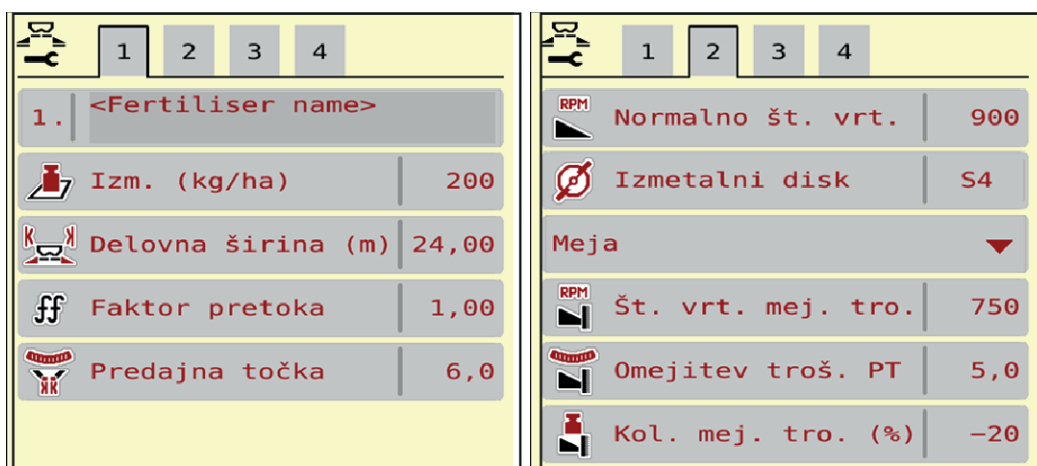 1 2 3 4
1. <Fertiliser name>
Izm. (kg/ha) 200
K K Delovna širina (m) 24,00
ff Faktor pretoka 1,00
KK Predajna točka 6,0
1 2 3 4
RPM Normalno št. vrt. 900
Izmetalni disk S4
Meja
RPM Št. vrt. mej. tro. 750
Omejitev troš. PT 5,0
Kol. mej. tro. (%) –20